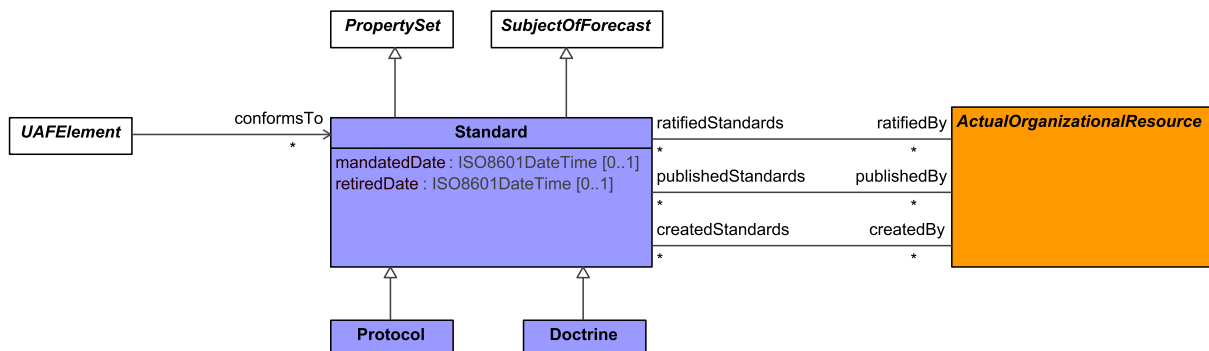 PropertySet
SubjectOfForecast
UAFElement
conformsTo
*
Standard
mandatedDate : ISO8601DateTime [0..1]
retiredDate : ISO8601DateTime [0..1]
ratifiedStandards
*
ratifiedBy
*
publishedStandards
*
publishedBy
*
createdStandards
*
createdBy
*
ActualOrganizationalResource
Protocol
Doctrine